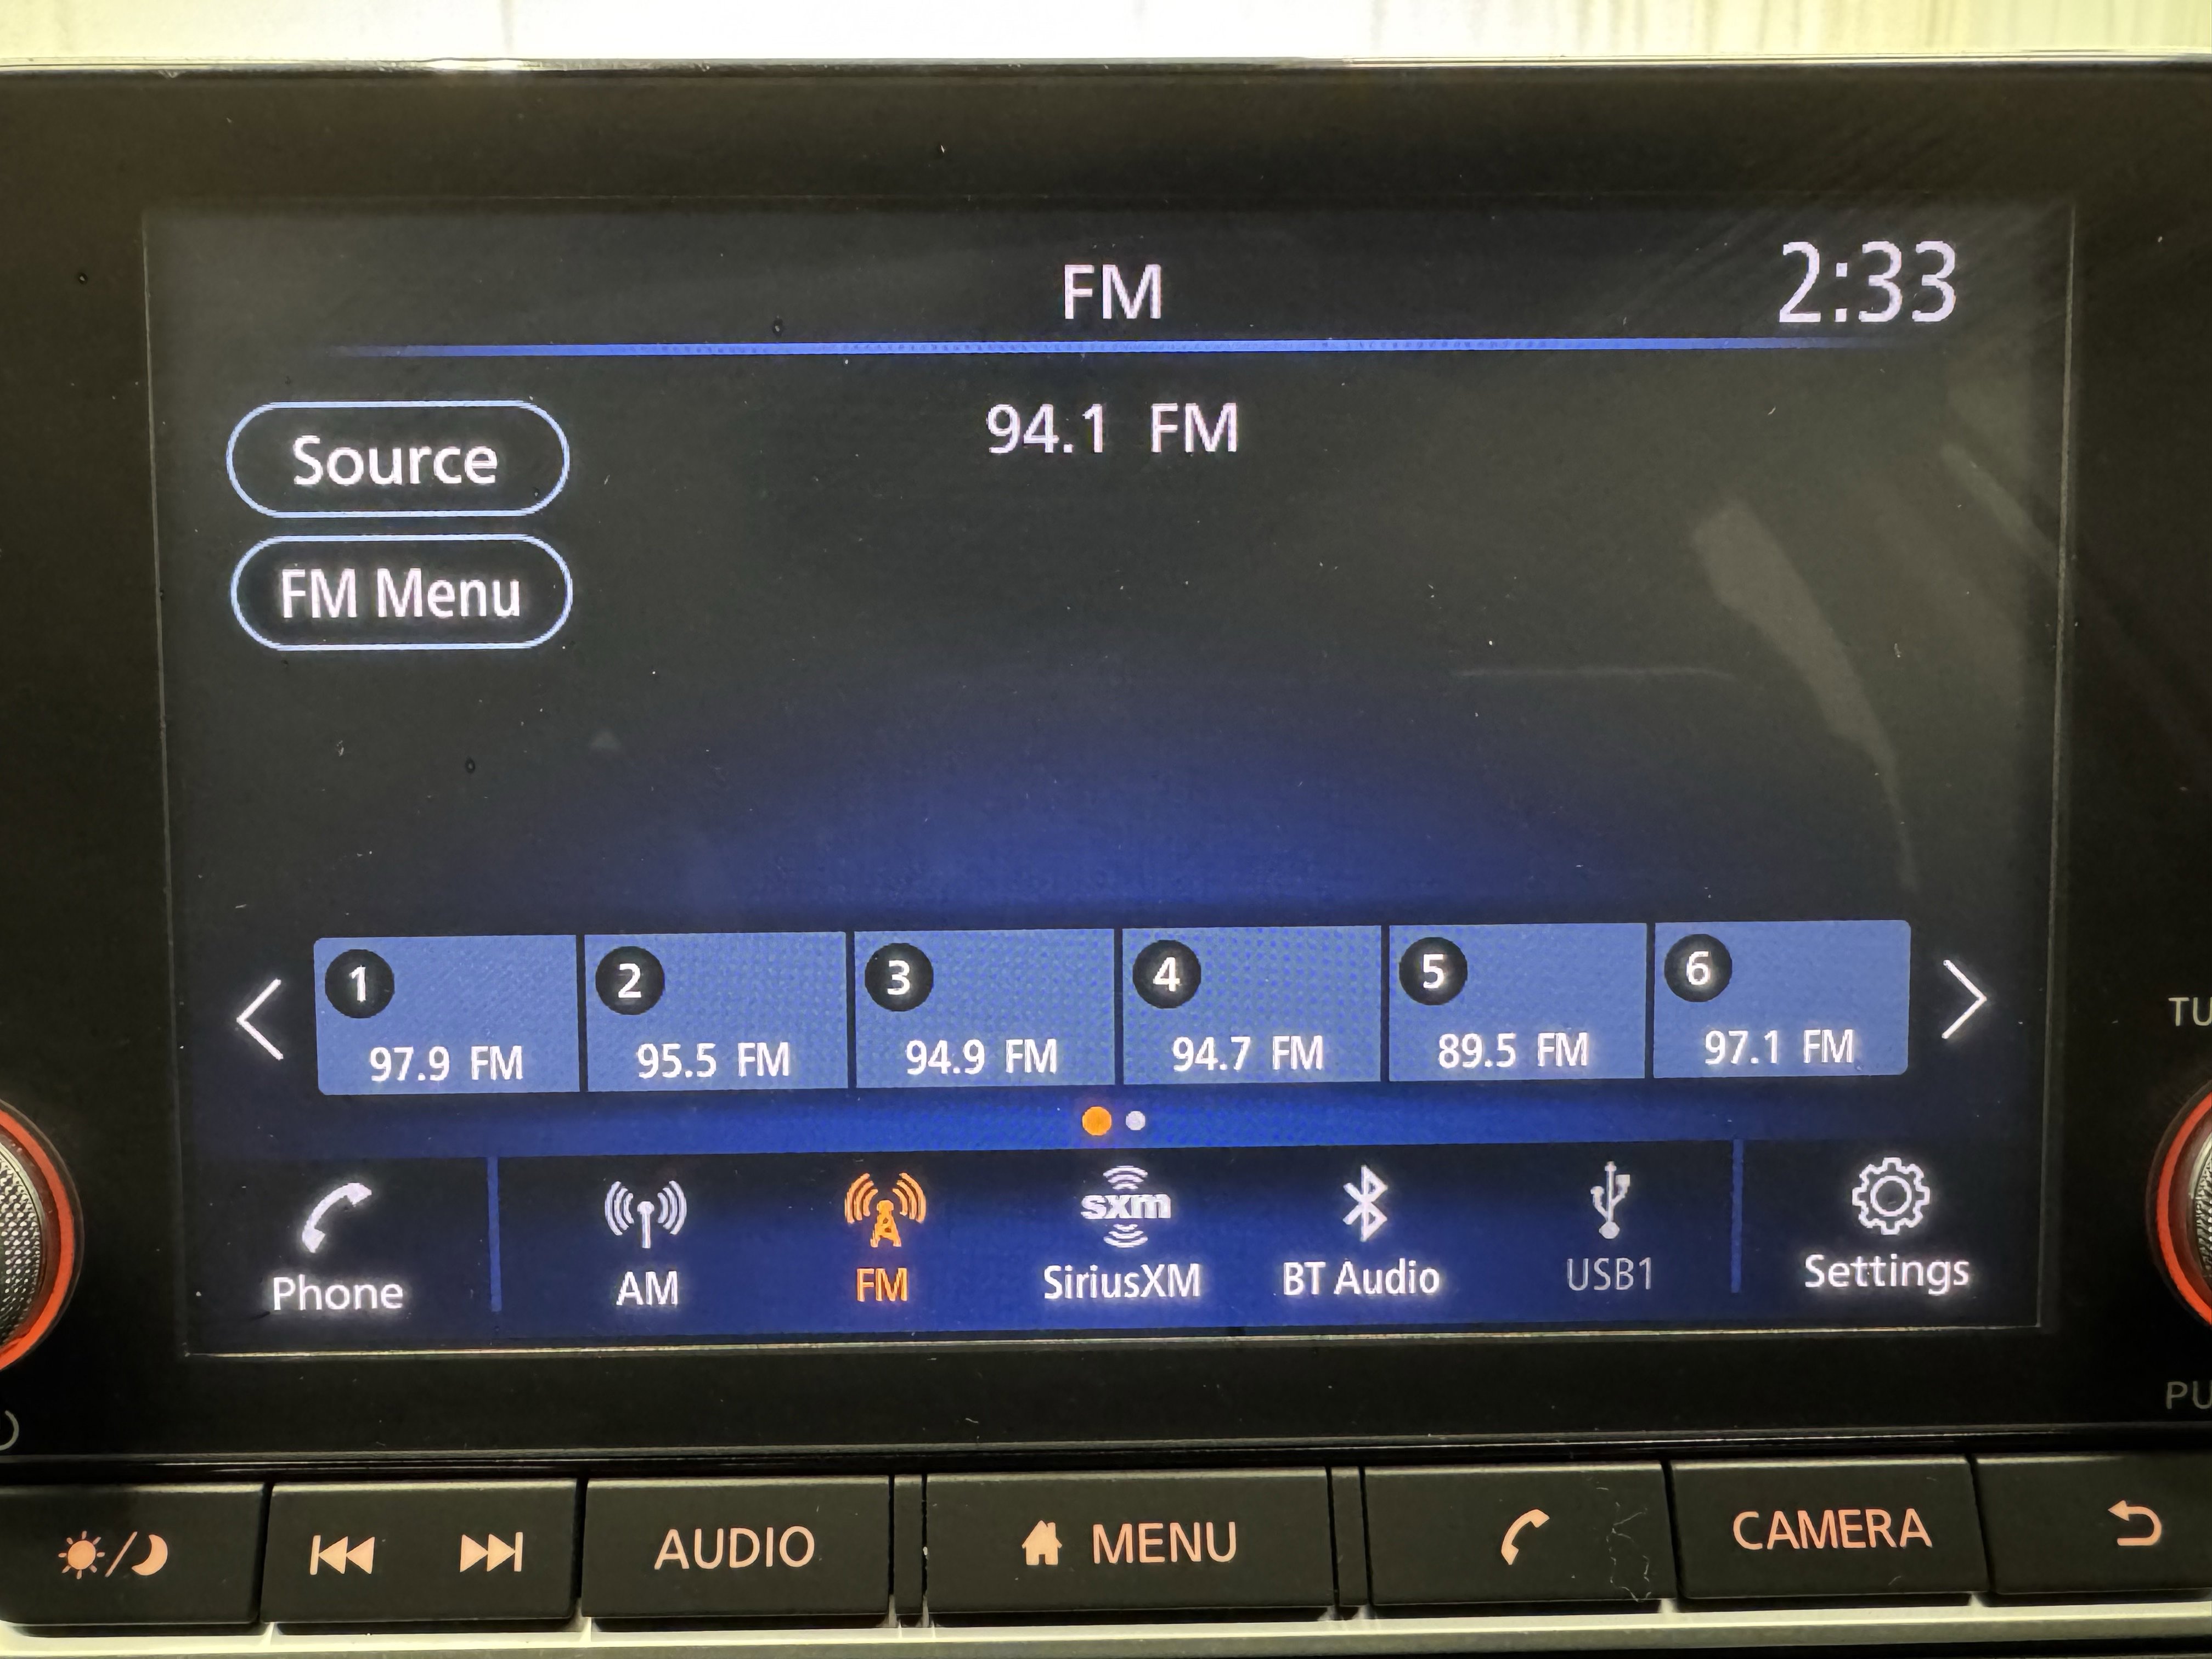 FM
2:33
94.1 FM
Source
FM Menu
1
2
3
4
5
6
97.9 FM
95.5 FM
94.9 FM
94.7 FM
89.5 FM
97.1 FM
TU
sxm
Phone
AM
FM
SiriusXM
BT Audio
USB1
Settings
PU
AUDIO
MENU
CAMERA